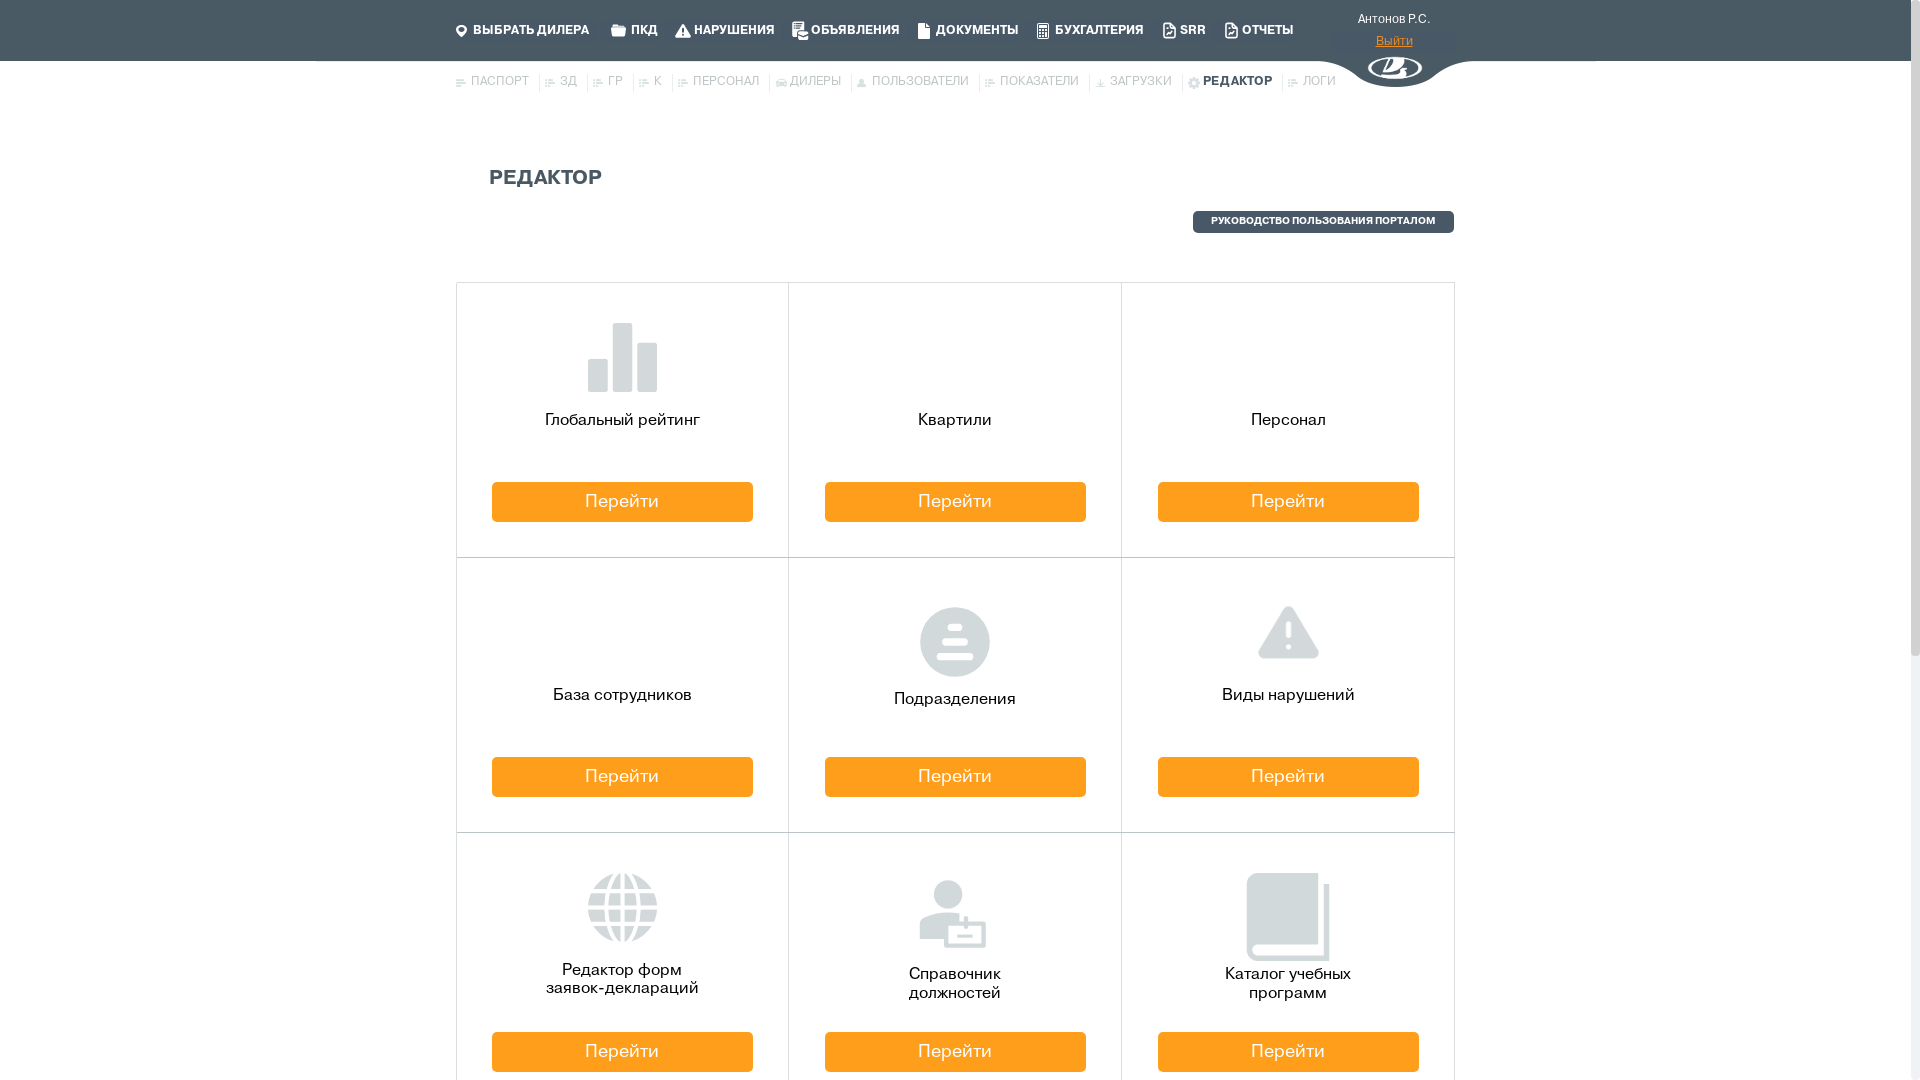 ВЫБРАТЬ ДИЛЕРА ПКД НАРУШЕНИЯ ОБЪЯВЛЕНИЯ ДОКУМЕНТЫ БУХГАЛТЕРИЯ SRR ОТЧЕТЫ
Антонов Р.С.
Выйти
ПАСПОРТ ЗД ГР К ПЕРСОНАЛ ДИЛЕРЫ ПОЛЬЗОВАТЕЛИ ПОКАЗАТЕЛИ ЗАГРУЗКИ РЕДАКТОР ЛОГИ
РЕДАКТОР
РУКОВОДСТВО ПОЛЬЗОВАНИЯ ПОРТАЛОМ
Глобальный рейтинг Квартили Персонал
Перейти Перейти Перейти
База сотрудников Подразделения Виды нарушений
Перейти Перейти Перейти
Редактор форм Справочник Каталог учебных
заявок-деклараций должностей программ
Перейти Перейти Перейти